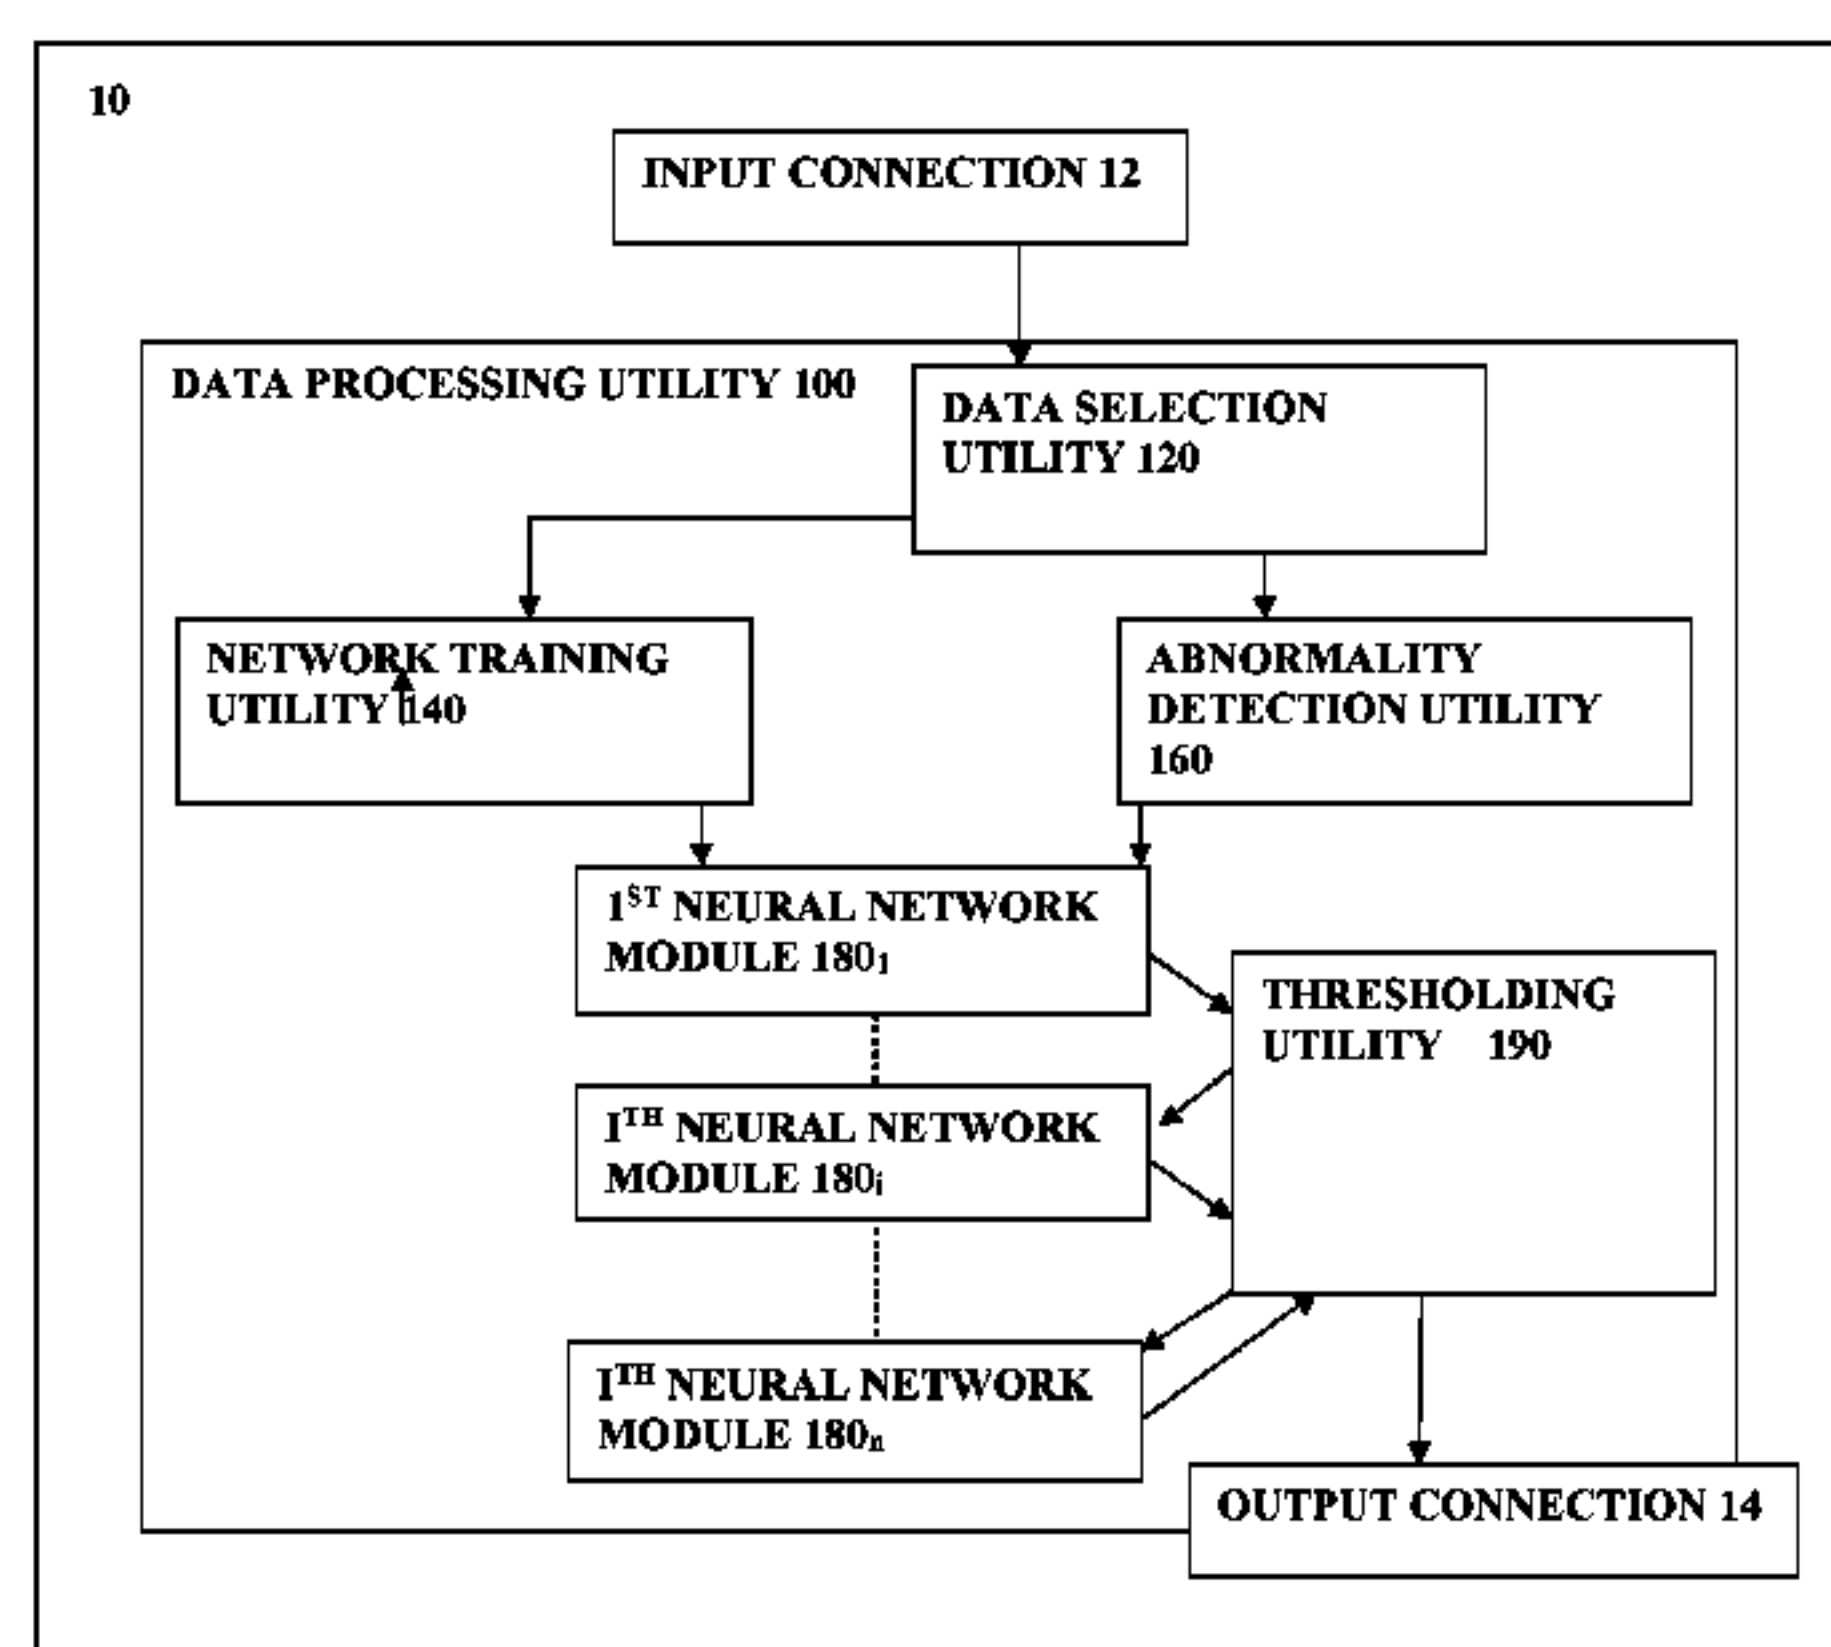 10
INPUT CONNECTION 12
DATA PROCESSING UTILITY 100
DATA SELECTION
UTILITY 120
NETWORK TRAINING
UTILITY 140
ABNORMALITY
DETECTION UTILITY
160
1ST NEURAL NETWORK
MODULE 1801
THRESHOLDING
UTILITY 190
ITH NEURAL NETWORK
MODULE 180i
ITH NEURAL NETWORK
MODULE 180n
OUTPUT CONNECTION 14